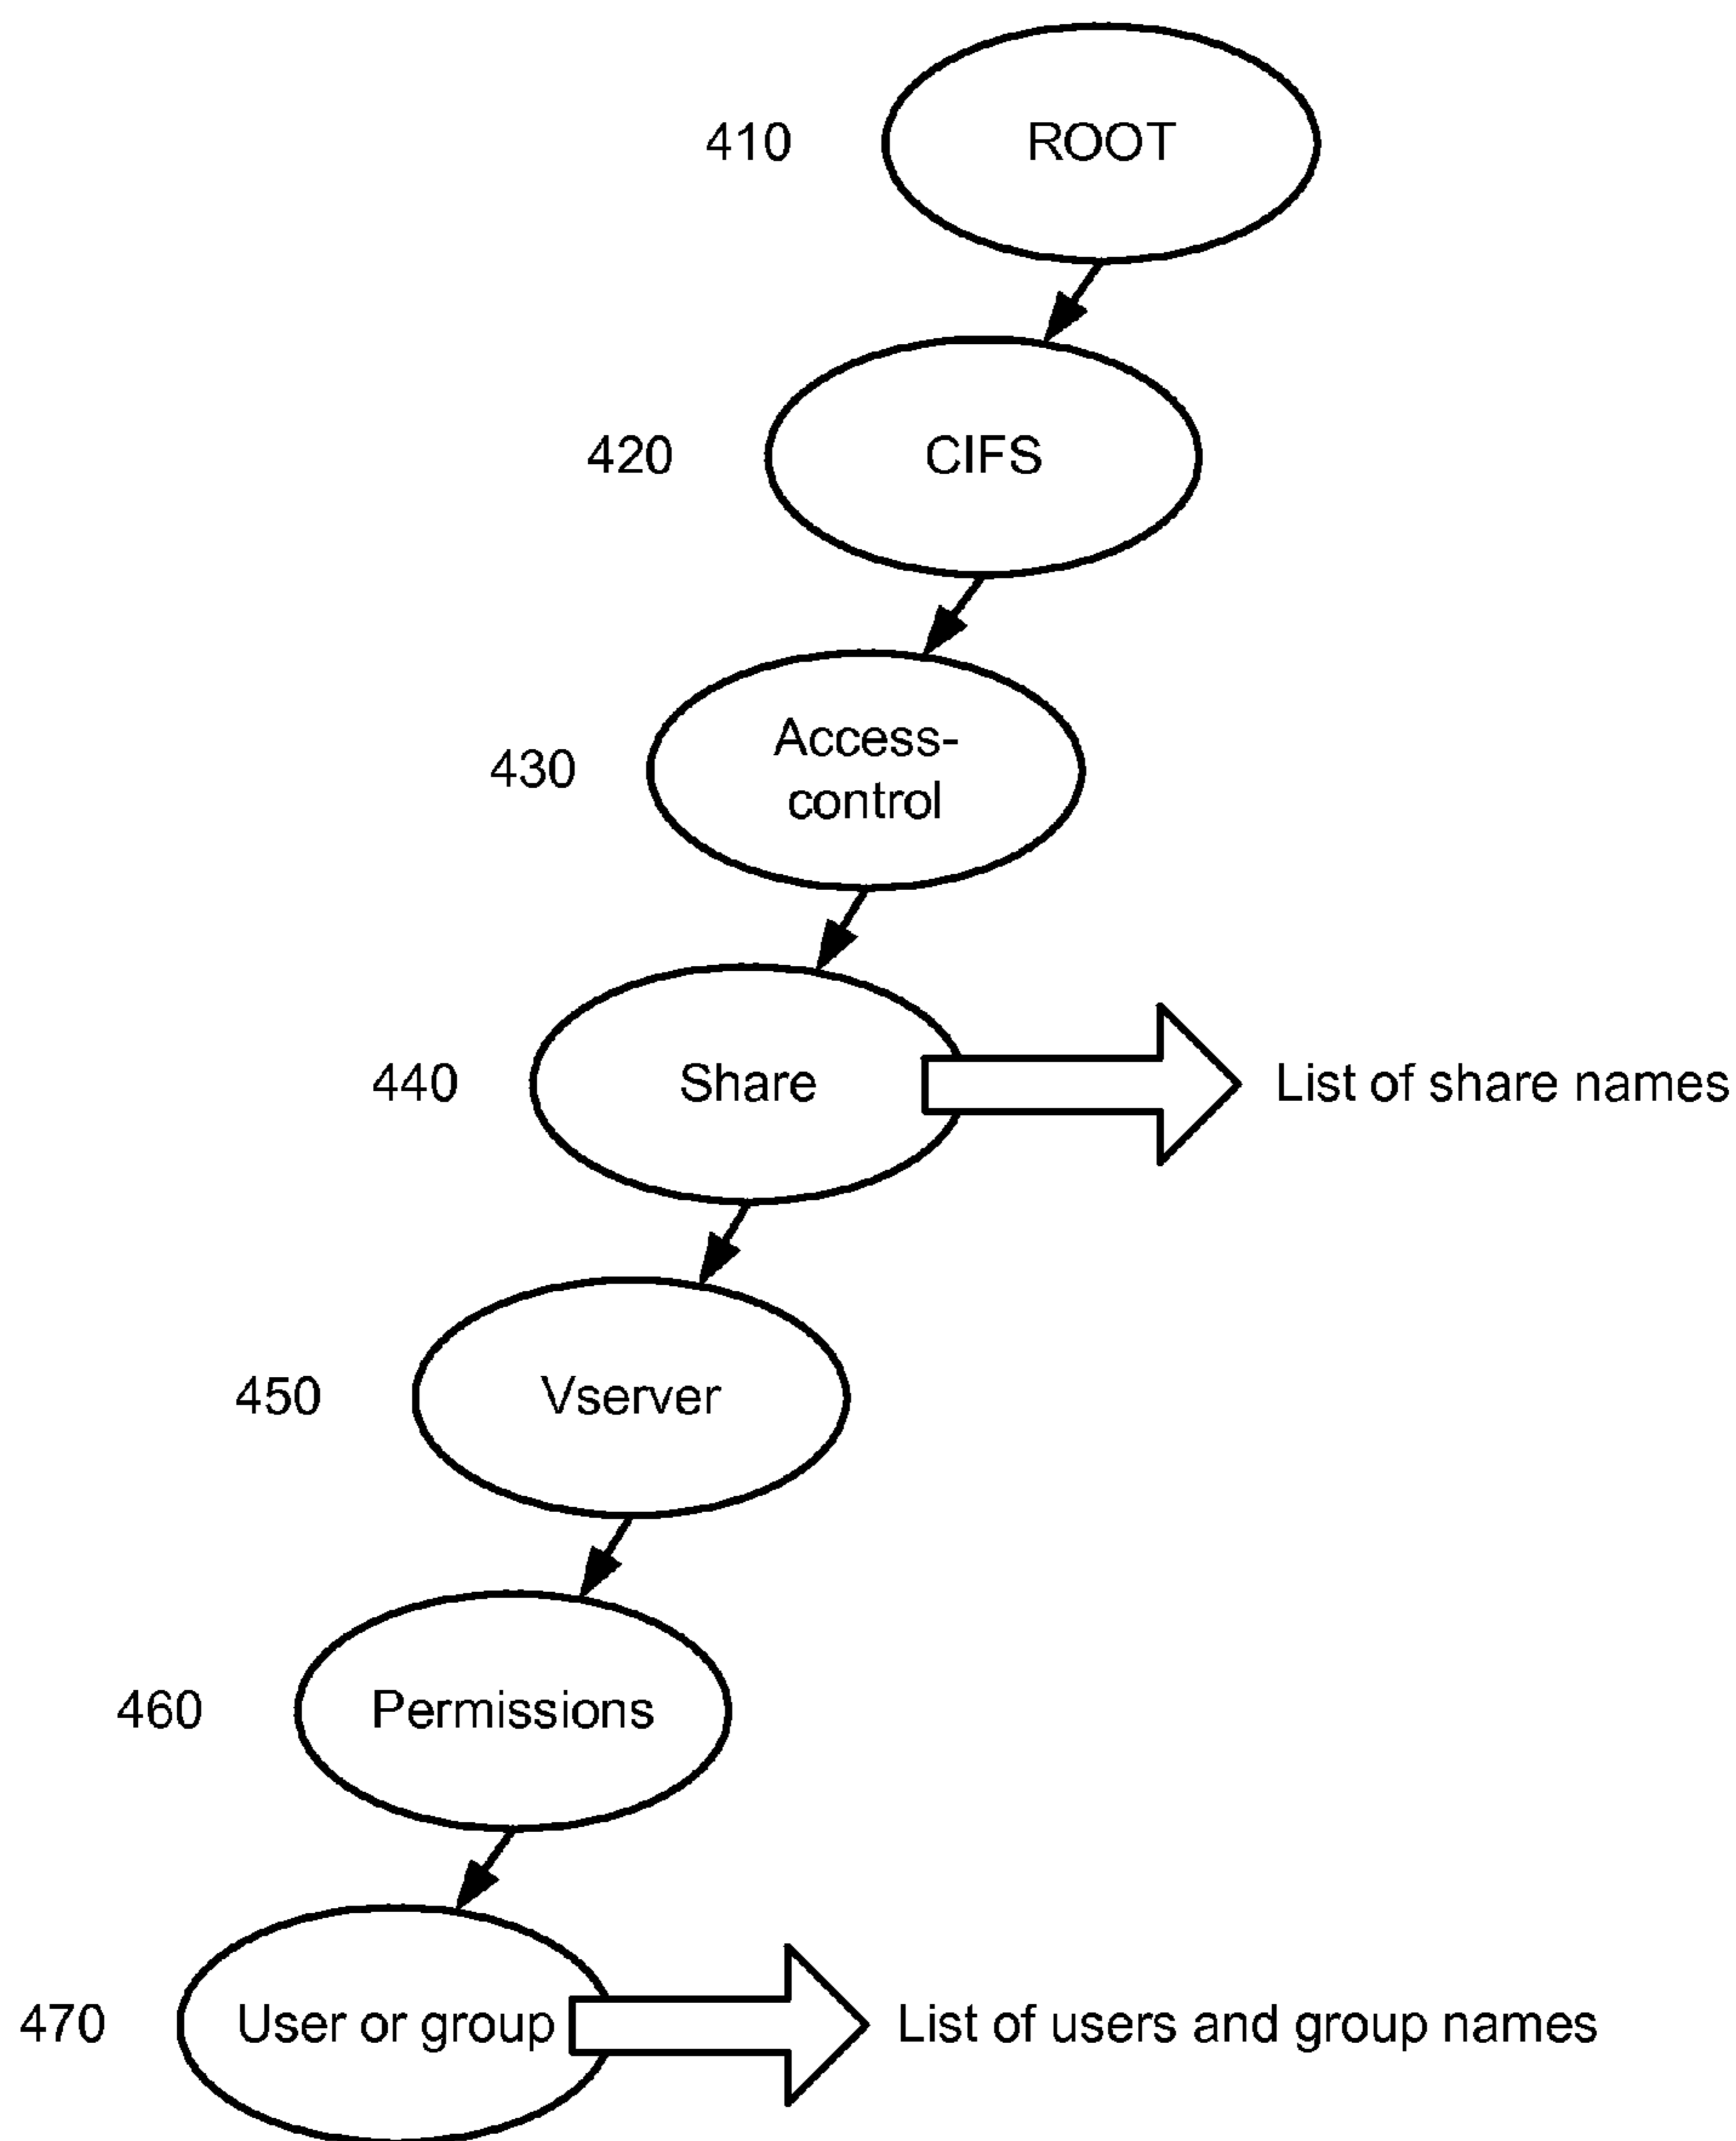 410
ROOT
420
CIFS
430
Access-
control
440
Share
List of share names
450
Vserver
460
Permissions
470
User or group
List of users and group names